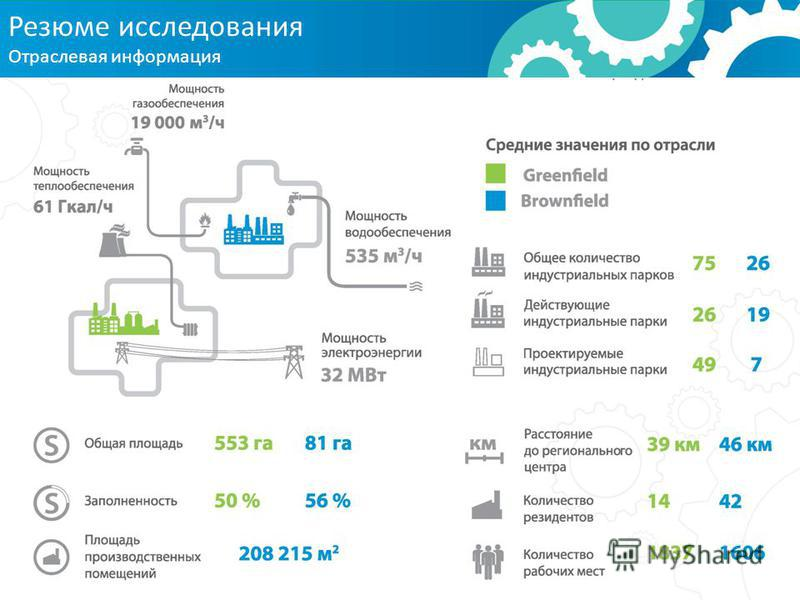 Резюме исследования
Отраслевая информация
Мощность
газообеспечения
19 000 м³/ч
Мощность
теплообеспечения
61 Гкал/ч
Мощность
водообеспечения
535 м³/ч
Мощность
электроэнергии
32 МВт
Средние значения по отрасли
Greenfield
Brownfield
Общее количество
индустриальных парков
75 26
Действующие
индустриальные парки
26 19
Проектируемые
индустриальные парки
49 7
S Общая площадь 553 га 81 га
S Заполненность 50 % 56 %
Площадь
производственных
помещений
208 215 м²
км
Расстояние
до регионального
центра
39 км 46 км
Количество
резидентов
14 42
Количество
рабочих мест
MyShared